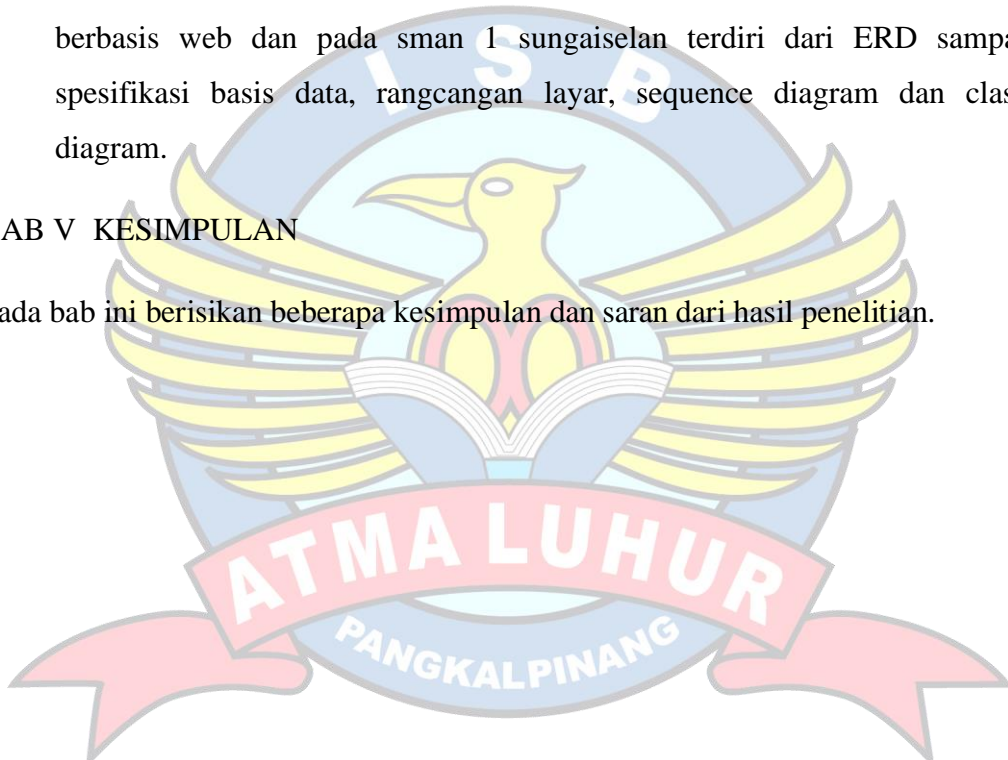 I S B
berbasis web dan pada sman 1 sungaiselan terdiri dari ERD sampa
spesifikasi basis data, rangcangan layar, sequence diagram dan clas
diagram.
AB V KESIMPULAN
ada bab ini berisikan beberapa kesimpulan dan saran dari hasil penelitian.
ATMA LUHUR
PANGKALPINANG